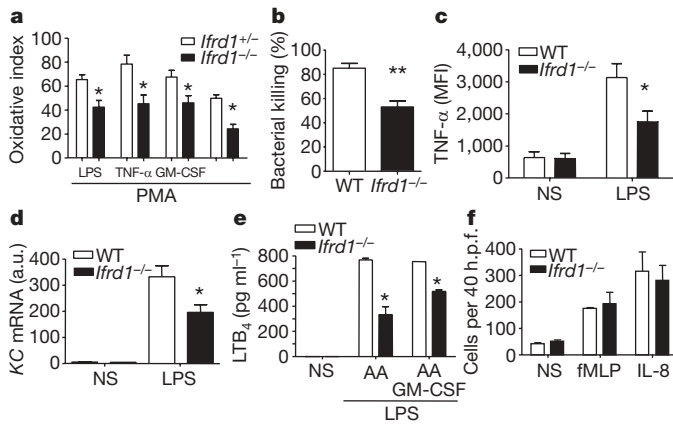 a
Ifrd1+/−
Ifrd1−/−
Oxidative index
100
80
60
40
20
0
*
*
*
*
LPS TNF-α GM-CSF
PMA
b
Bacterial killing (%)
100
80
60
40
20
0
**
WT Ifrd1−/−
c
WT
Ifrd1−/−
TNF-α (MFI)
4,000
3,000
2,000
1,000
0
*
NS LPS
d
WT
Ifrd1−/−
KC mRNA (a.u.)
400
300
200
100
0
*
NS LPS
e
WT
Ifrd1−/−
LTB4 (pg ml−1)
800
600
400
200
0
*
*
NS AA AA
GM-CSF
LPS
f
WT
Ifrd1−/−
Cells per 40 h.p.f.
400
300
200
100
0
NS fMLP IL-8